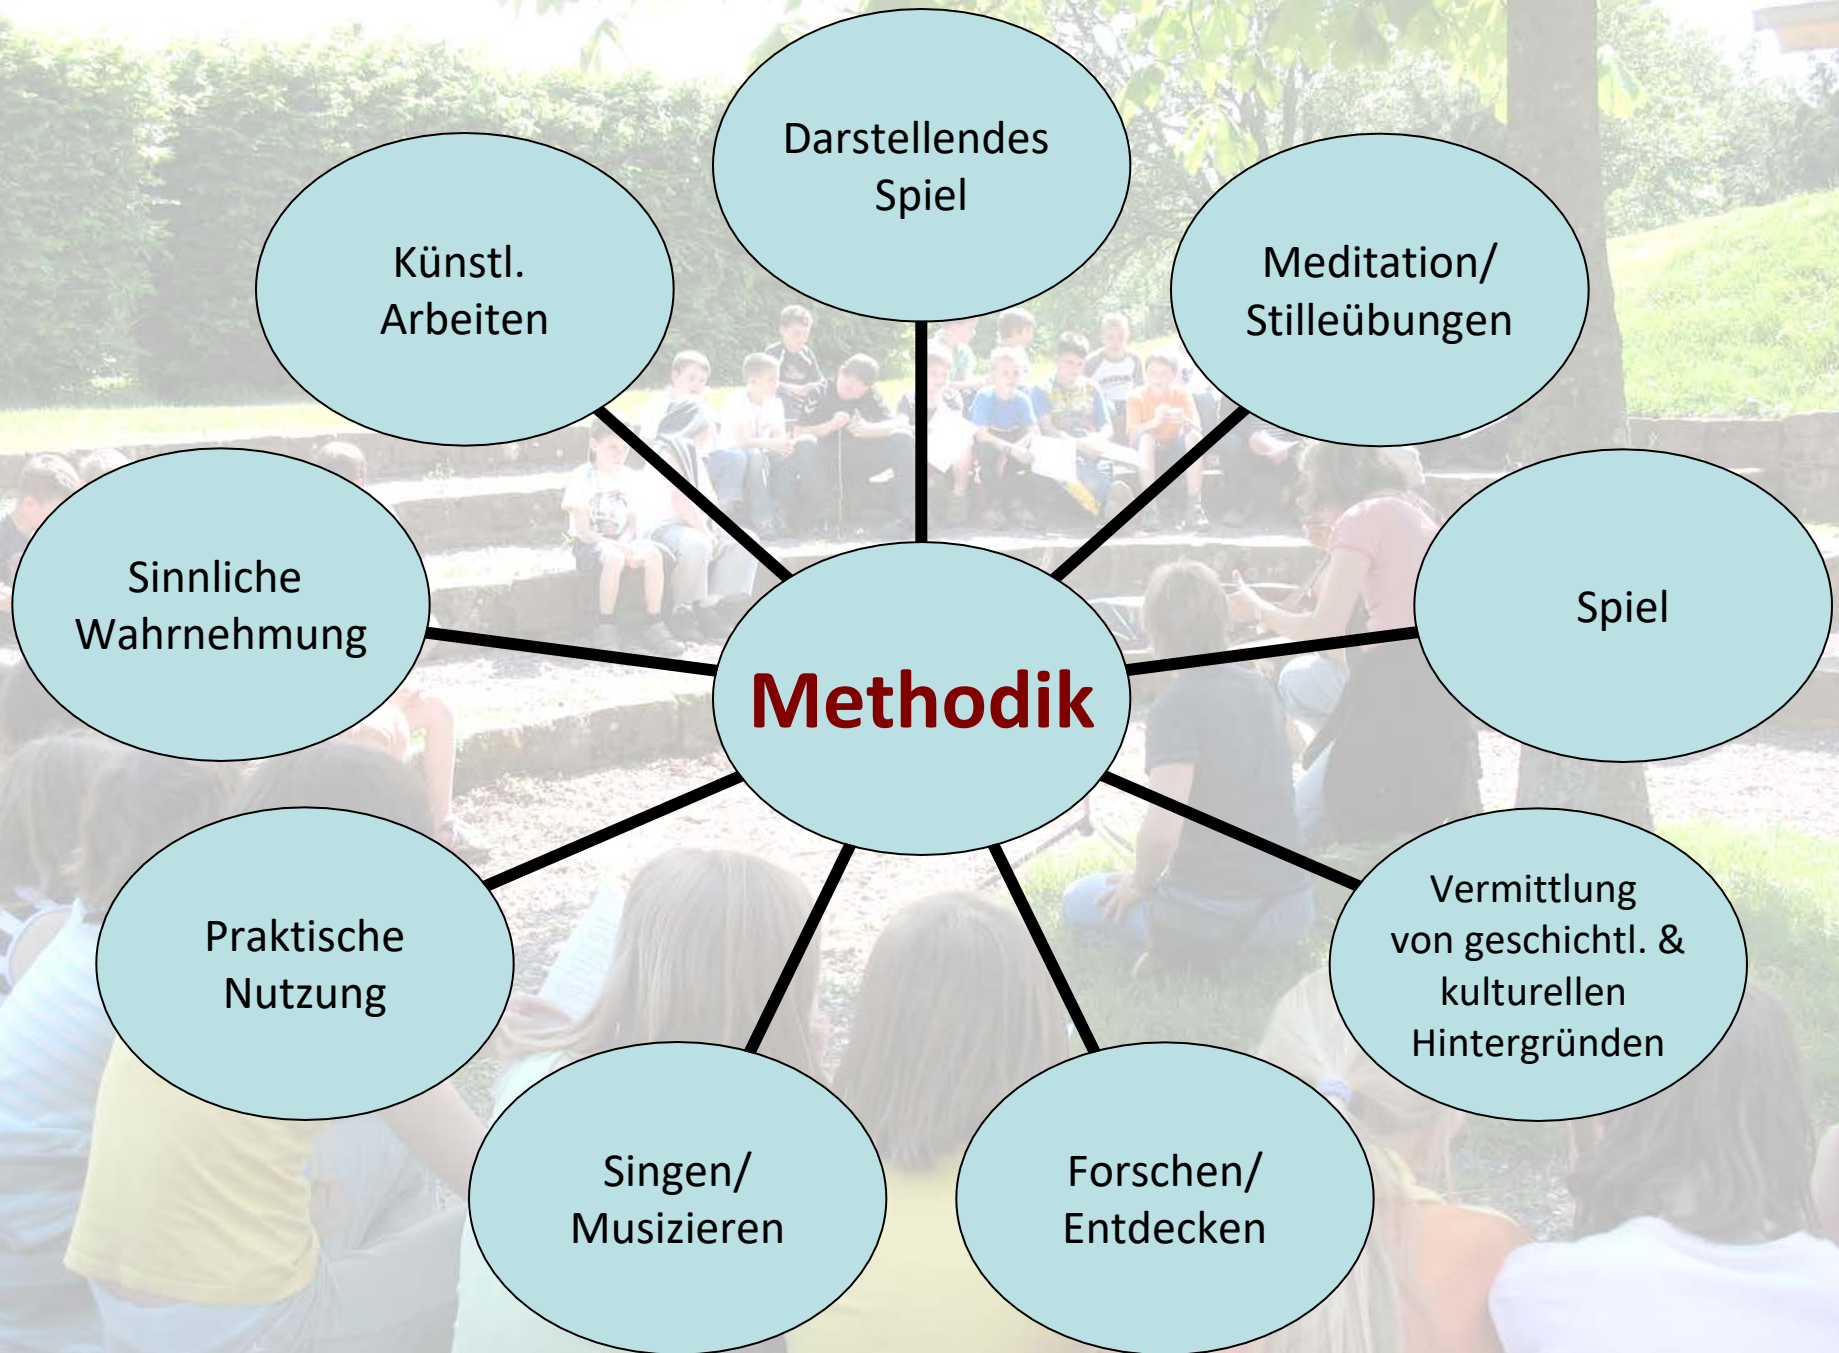 Darstellendes
Spiel
Künstl.
Arbeiten
Meditation/
Stilleübungen
Sinnliche
Wahrnehmung
Spiel
Methodik
Praktische
Nutzung
Vermittlung
von geschichtl. &
kulturellen
Hintergründen
Singen/
Musizieren
Forschen/
Entdecken